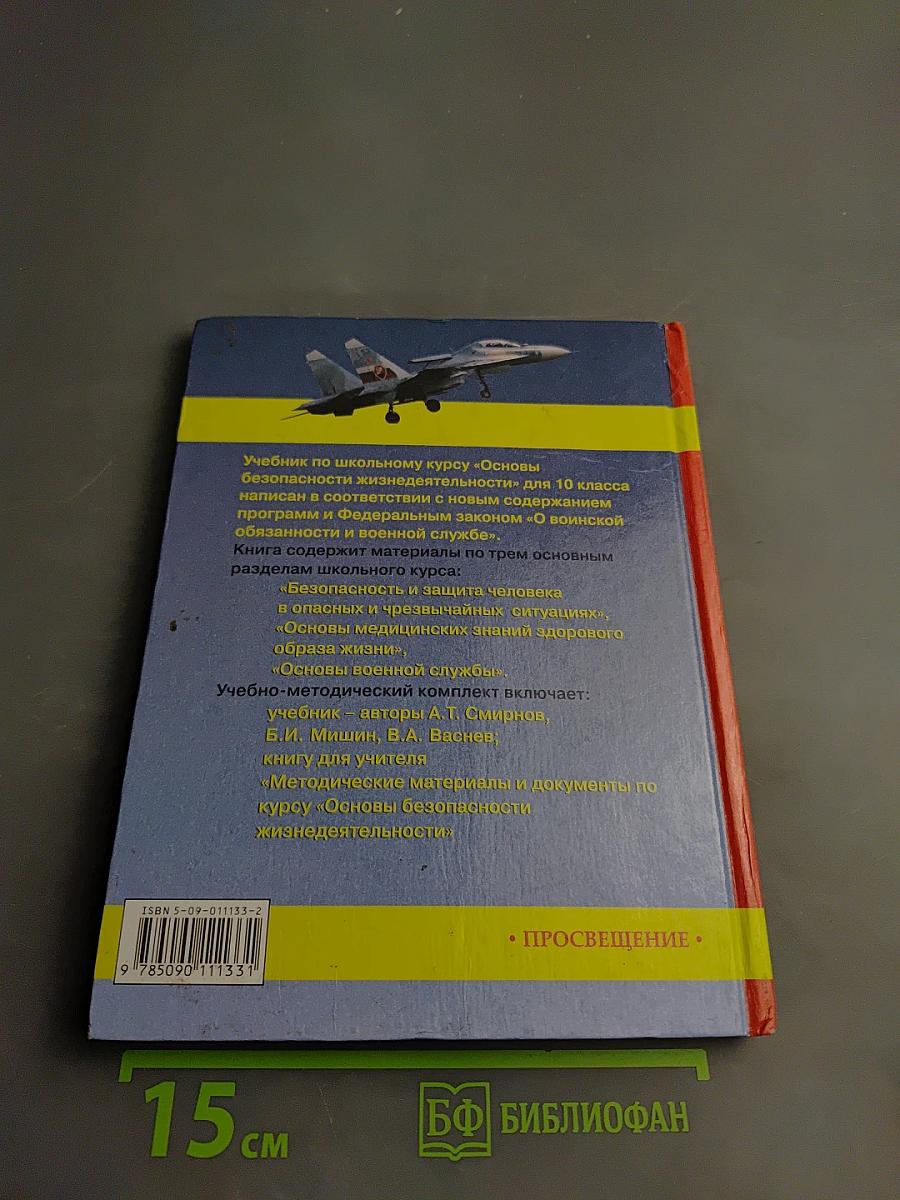 Учебник по школьному курсу «Основы
безопасности жизнедеятельности» для 10 класса
написан в соответствии с новым содержанием
программ и Федеральным законом «О воинской
обязанности и военной службе».
Книга содержит материалы по трем основным
разделам школьного курса:
«Безопасность и защита человека
в опасных и чрезвычайных ситуациях»,
«Основы медицинских знаний здорового
образа жизни»,
«Основы военной службы».
Учебно-методический комплект включает:
учебник – авторы А.Т. Смирнов,
Б.И. Мишин, В.А. Васнев;
книгу для учителя
«Методические материалы и документы по
курсу «Основы безопасности
жизнедеятельности»
ISBN 5-09-011133-2
9 785090 111331
• ПРОСВЕЩЕНИЕ •
15 см
БФ БИБЛИОФАН